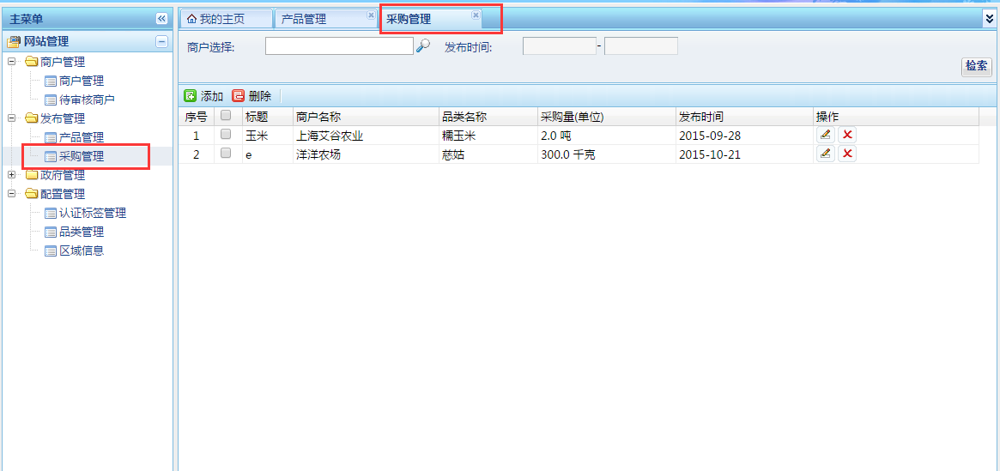 主菜单
网站管理
商户管理
商户管理
待审核商户
发布管理
产品管理
采购管理
政府管理
配置管理
认证标签管理
品类管理
区域信息
我的主页 产品管理 采购管理
商户选择: 发布时间: -
检索
添加 删除
序号 标题 商户名称 品类名称 采购量(单位) 发布时间 操作
1 玉米 上海艾谷农业 糯玉米 2.0 吨 2015-09-28
2 e 洋洋农场 慈姑 300.0 千克 2015-10-21